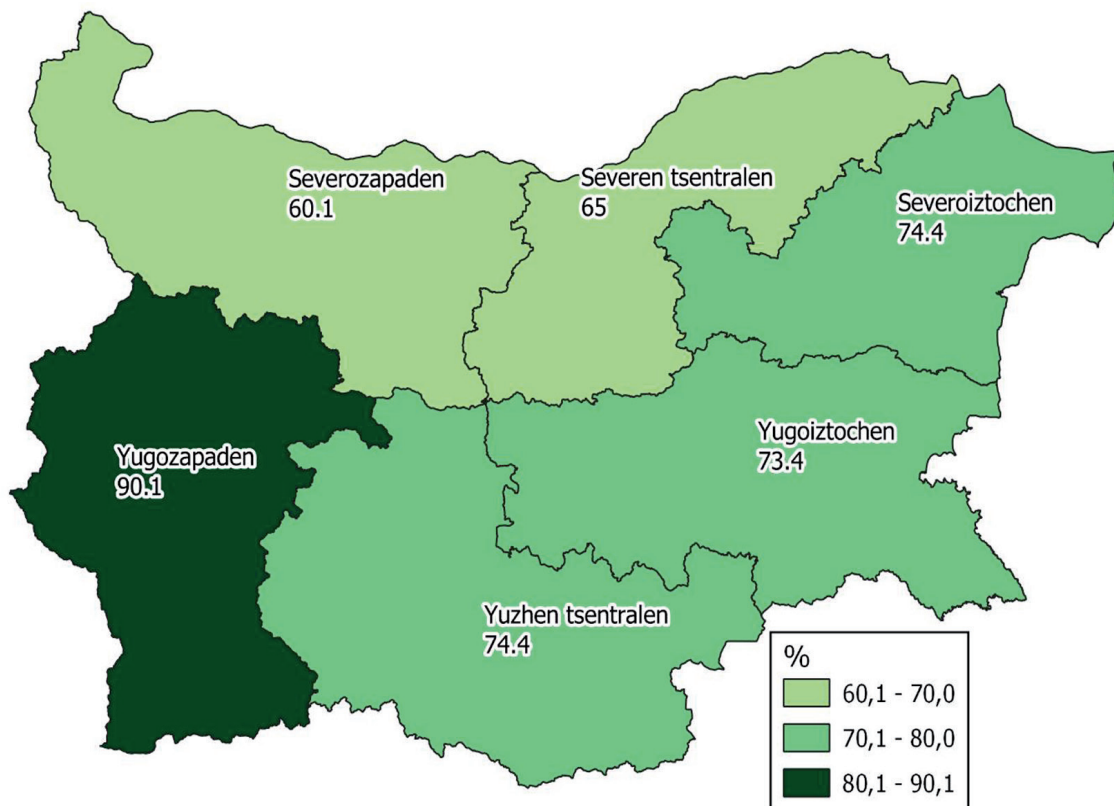 Severozapaden
60.1
Severen tsentralen
65
Severoiztochen
74.4
Yugozapaden
90.1
Yugoiztochen
73.4
Yuzhen tsentralen
74.4
%
60,1 - 70,0
70,1 - 80,0
80,1 - 90,1